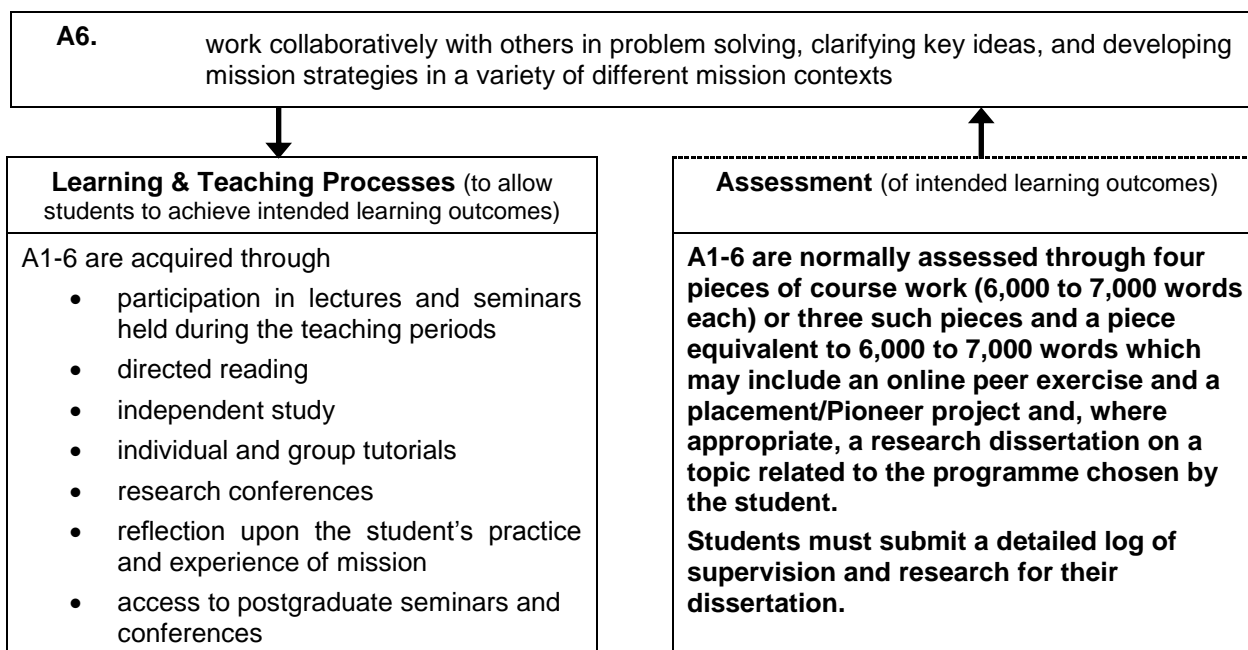 A6. work collaboratively with others in problem solving, clarifying key ideas, and developing
mission strategies in a variety of different mission contexts
Learning & Teaching Processes (to allow
students to achieve intended learning outcomes)
A1-6 are acquired through
• participation in lectures and seminars
held during the teaching periods
• directed reading
• independent study
• individual and group tutorials
• research conferences
• reflection upon the student’s practice
and experience of mission
• access to postgraduate seminars and
conferences
Assessment (of intended learning outcomes)
A1-6 are normally assessed through four
pieces of course work (6,000 to 7,000 words
each) or three such pieces and a piece
equivalent to 6,000 to 7,000 words which
may include an online peer exercise and a
placement/Pioneer project and, where
appropriate, a research dissertation on a
topic related to the programme chosen by
the student.
Students must submit a detailed log of
supervision and research for their
dissertation.